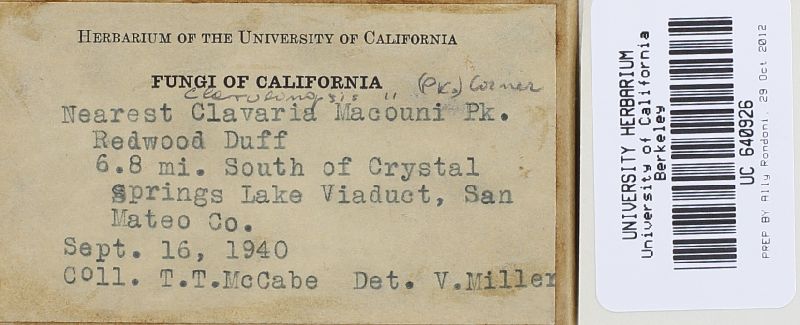 HERBARIUM OF THE UNIVERSITY OF CALIFORNIA
FUNGI OF CALIFORNIA
Clavulinopsis " (Pk.) Corner
Nearest Clavaria Macouni Pk.
Redwood Duff
6.8 mi. South of Crystal
Springs Lake Viaduct, San
Mateo Co.
Sept. 16, 1940
Coll. T.T.McCabe Det. V.Miller
UNIVERSITY HERBARIUM
University of California
Berkeley
UC 640926
PREP BY Ally Rondoni, 29 Oct 2012